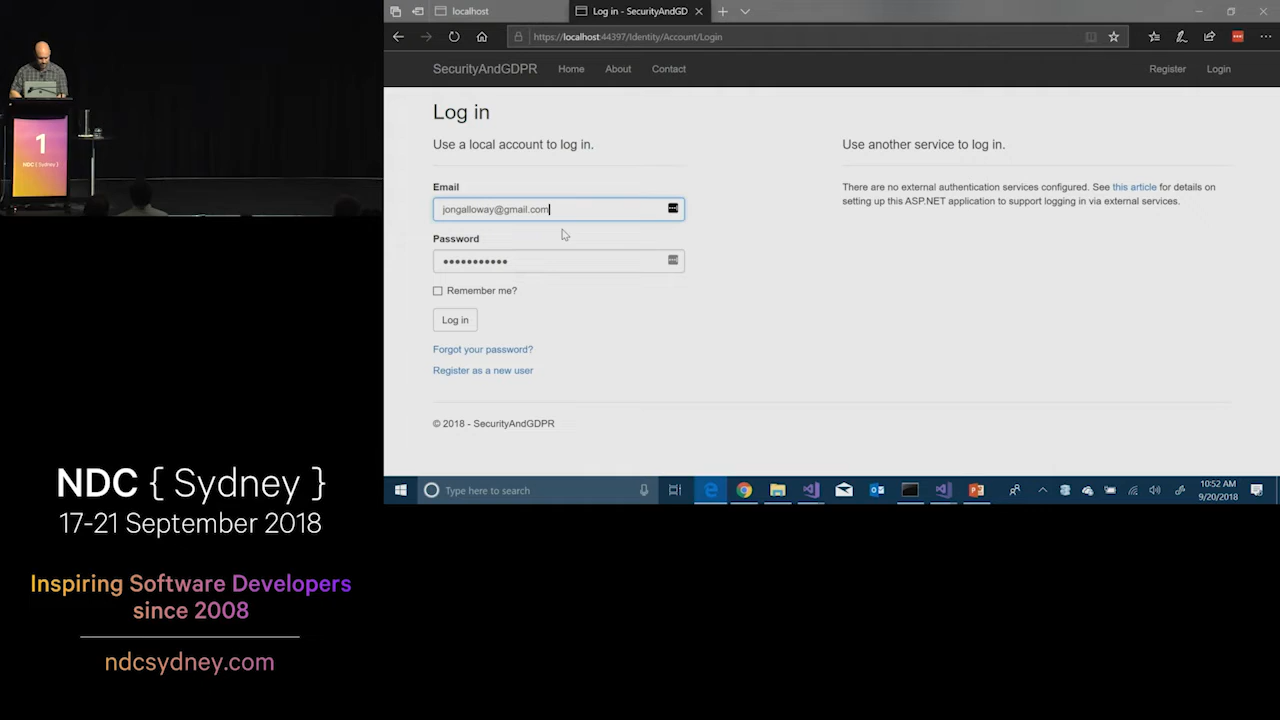 1
NDC { Sydney }
NDC { Sydney }
17-21 September 2018
Inspiring Software Developers
since 2008
ndcsydney.com
localhost
Log in - SecurityAndGD
https://localhost:44397/Identity/Account/Login
SecurityAndGDPR
Home
About
Contact
Register
Login
Log in
Use a local account to log in.
Email
jongalloway@gmail.com
Password
Remember me?
Log in
Forgot your password?
Register as a new user
Use another service to log in.
There are no external authentication services configured. See this article for details on
setting up this ASP.NET application to support logging in via external services.
© 2018 - SecurityAndGDPR
Type here to search
10:52 AM
9/20/2018